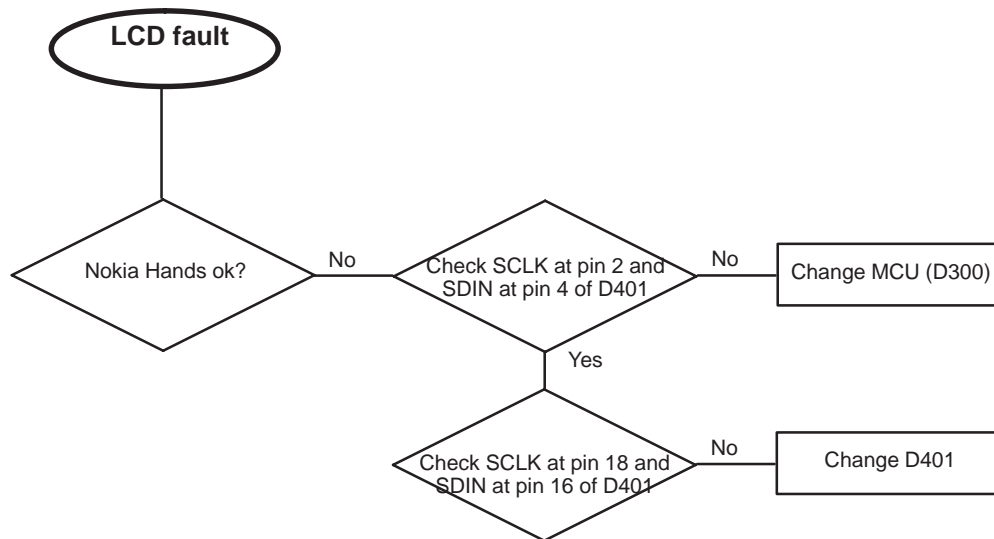 LCD fault
Nokia Hands ok?
No
Check SCLK at pin 2 and
SDIN at pin 4 of D401
No
Change MCU (D300)
Yes
Check SCLK at pin 18 and
SDIN at pin 16 of D401
No
Change D401